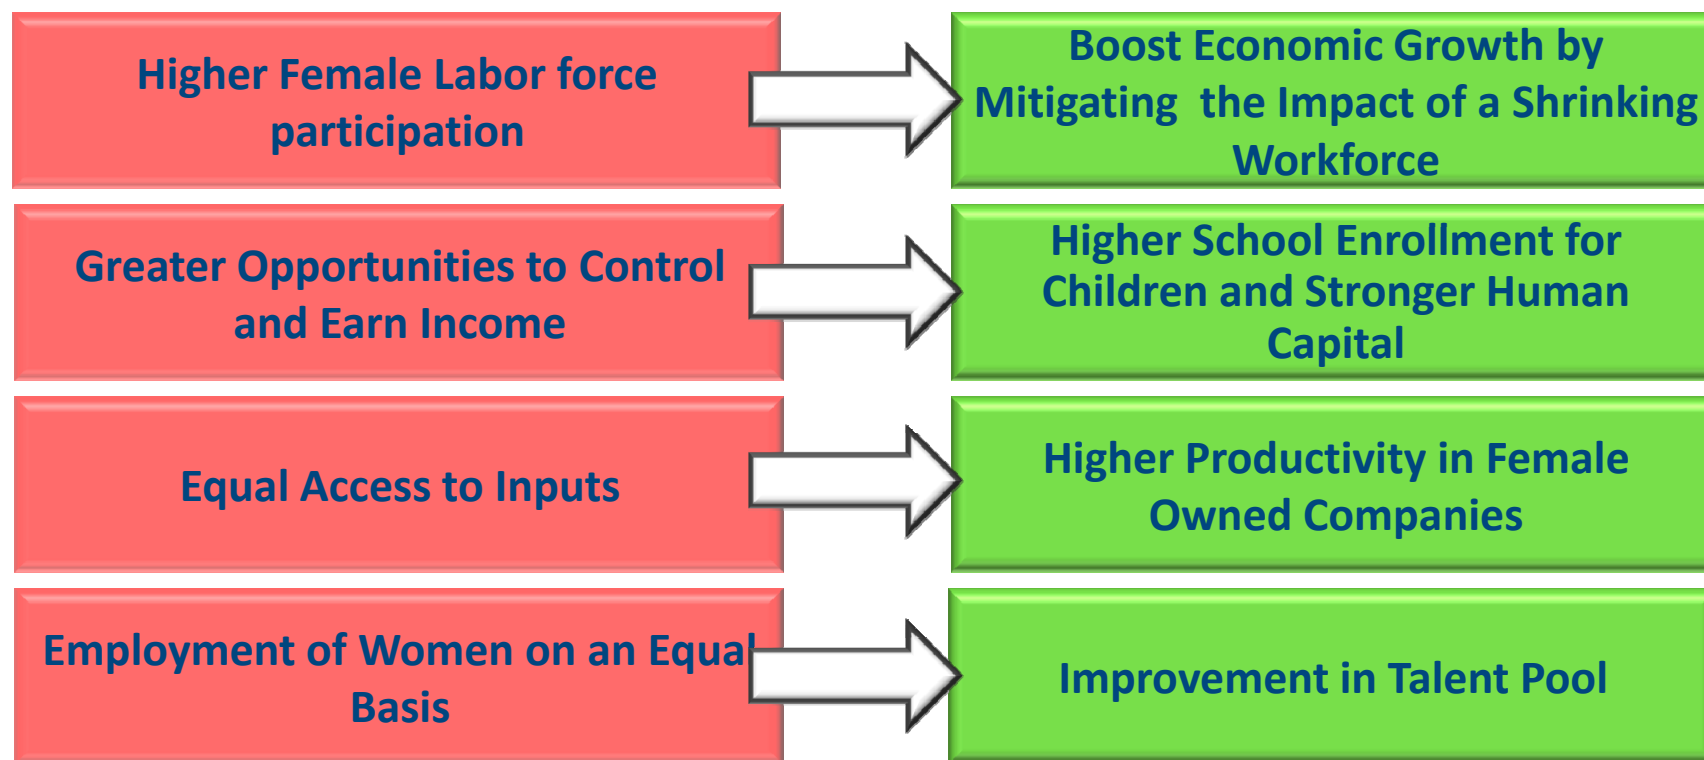 Higher Female Labor force
participation
Boost Economic Growth by
Mitigating  the Impact of a Shrinking
Workforce
Greater Opportunities to Control
and Earn Income
Higher School Enrollment for
Children and Stronger Human
Capital
Equal Access to Inputs
Higher Productivity in Female
Owned Companies
Employment of Women on an Equal
Basis
Improvement in Talent Pool